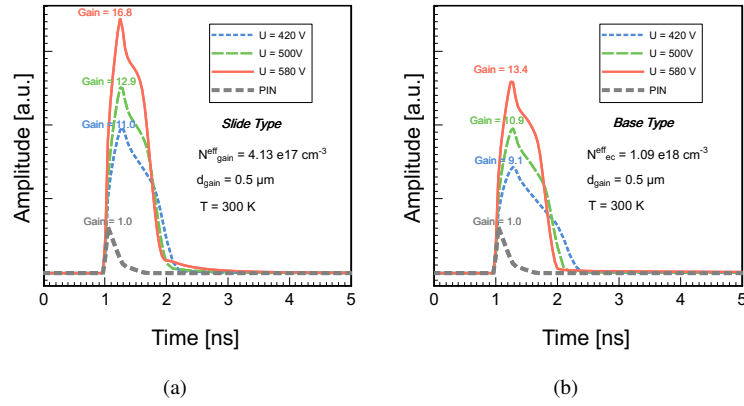 Gain = 16.8
Gain = 12.9
Gain = 11.0
Gain = 1.0
U = 420 V
U = 500V
U = 580 V
PIN
Slide Type
N^eff_gain = 4.13 e17 cm⁻³
d_gain = 0.5 μm
T = 300 K
Amplitude [a.u.]
0 1 2 3 4 5
Time [ns]
(a)
Gain = 13.4
Gain = 10.9
Gain = 9.1
Gain = 1.0
U = 420 V
U = 500V
U = 580 V
PIN
Base Type
N^eff_ec = 1.09 e18 cm⁻³
d_gain = 0.5 μm
T = 300 K
Amplitude [a.u.]
0 1 2 3 4 5
Time [ns]
(b)